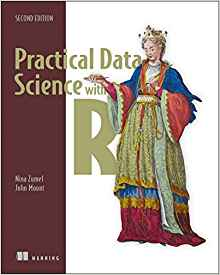 SECOND EDITION
Practical Data
Science with
R
Nina Zumel
John Mount
MANNING